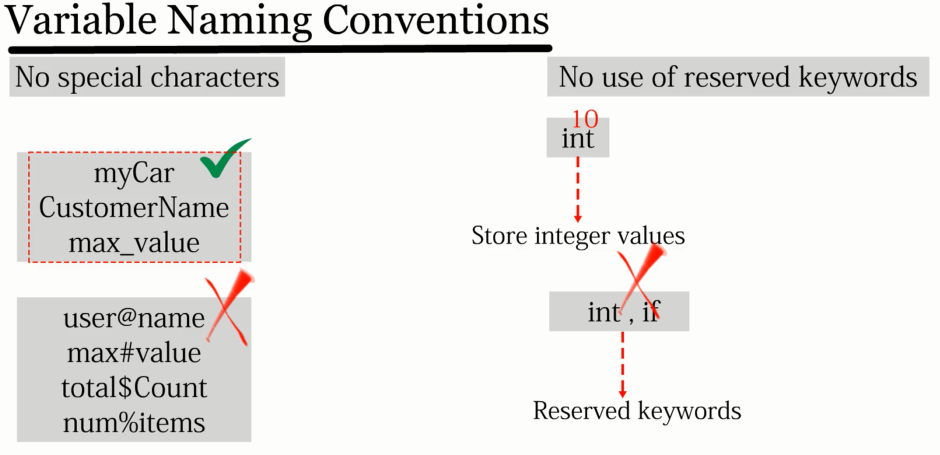 Variable Naming Conventions
No special characters
myCar
CustomerName
max_value
user@name
max#value
total$Count
num%items
No use of reserved keywords
10
int
Store integer values
int , if
Reserved keywords